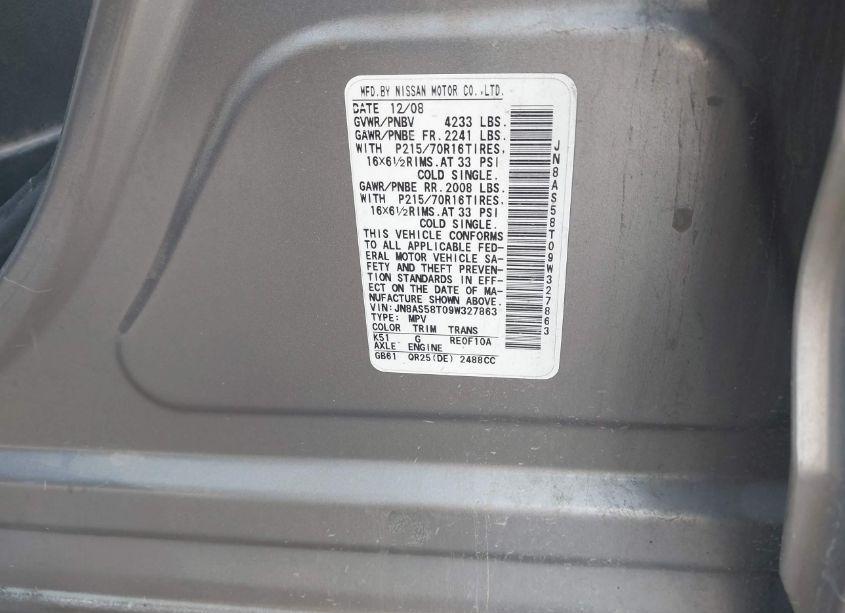 MFD.BY NISSAN MOTOR CO.,LTD.
DATE 12/08
GVWR/PNBV 4233 LBS.
GAWR/PNBE FR. 2241 LBS.
WITH P215/70R16TIRES,
16×6½RIMS.AT 33 PSI
COLD SINGLE.
GAWR/PNBE RR. 2008 LBS.
WITH P215/70R16TIRES,
16×6½RIMS.AT 33 PSI
COLD SINGLE.
THIS VEHICLE CONFORMS
TO ALL APPLICABLE FED-
ERAL MOTOR VEHICLE SA-
FETY AND THEFT PREVEN-
TION STANDARDS IN EFF-
ECT ON THE DATE OF MA-
NUFACTURE SHOWN ABOVE.
VIN: JN8AS58T09W327863
TYPE: MPV
COLOR TRIM TRANS
K51 G RE0F10A
AXLE ENGINE
GB61 QR25(DE) 2488CC
JN8AS58T09W327863